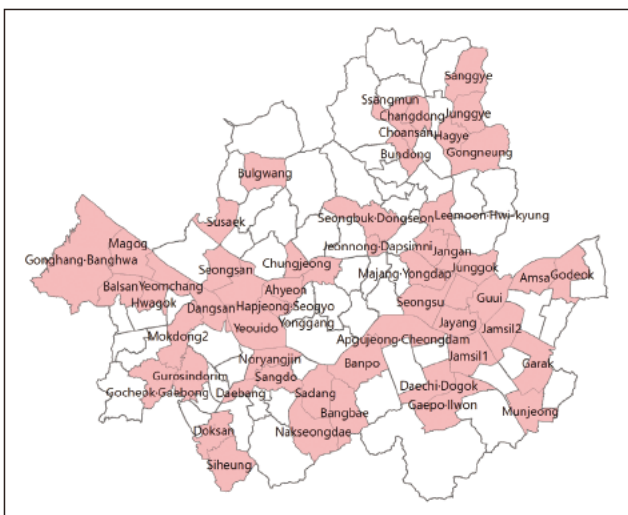 Sanggye
Ssangmun
Changdong
Junggye
Choansan
Hagye
Bundong
Gongneung
Bulgwang
Susaek
Seongbuk·Dongseon
Leemoon·Hwi-kyung
Magog
Jeonnong·Dapsimni
Jangan
Gonghang·Banghwa
Chungjeong
Seongsan
Majang·Yongdap
Junggok
Amsa
Godeok
Balsan
Yeomchang
Ahyeon
Hwagok
Dangsan
Hapjeong·Seogyo
Seongsu
Guui
Yeouido
Yonggang
Jayang
Jamsil2
Mokdong2
Apgujeong·Cheongdam
Noryangjin
Banpo
Jamsil1
Garak
Gurosindorim
Sangdo
Gocheok·Gaebong
Daebang
Sadang
Daechi·Dogok
Gaepo·Ilwon
Munjeong
Bangbae
Doksan
Nakseongdae
Siheung